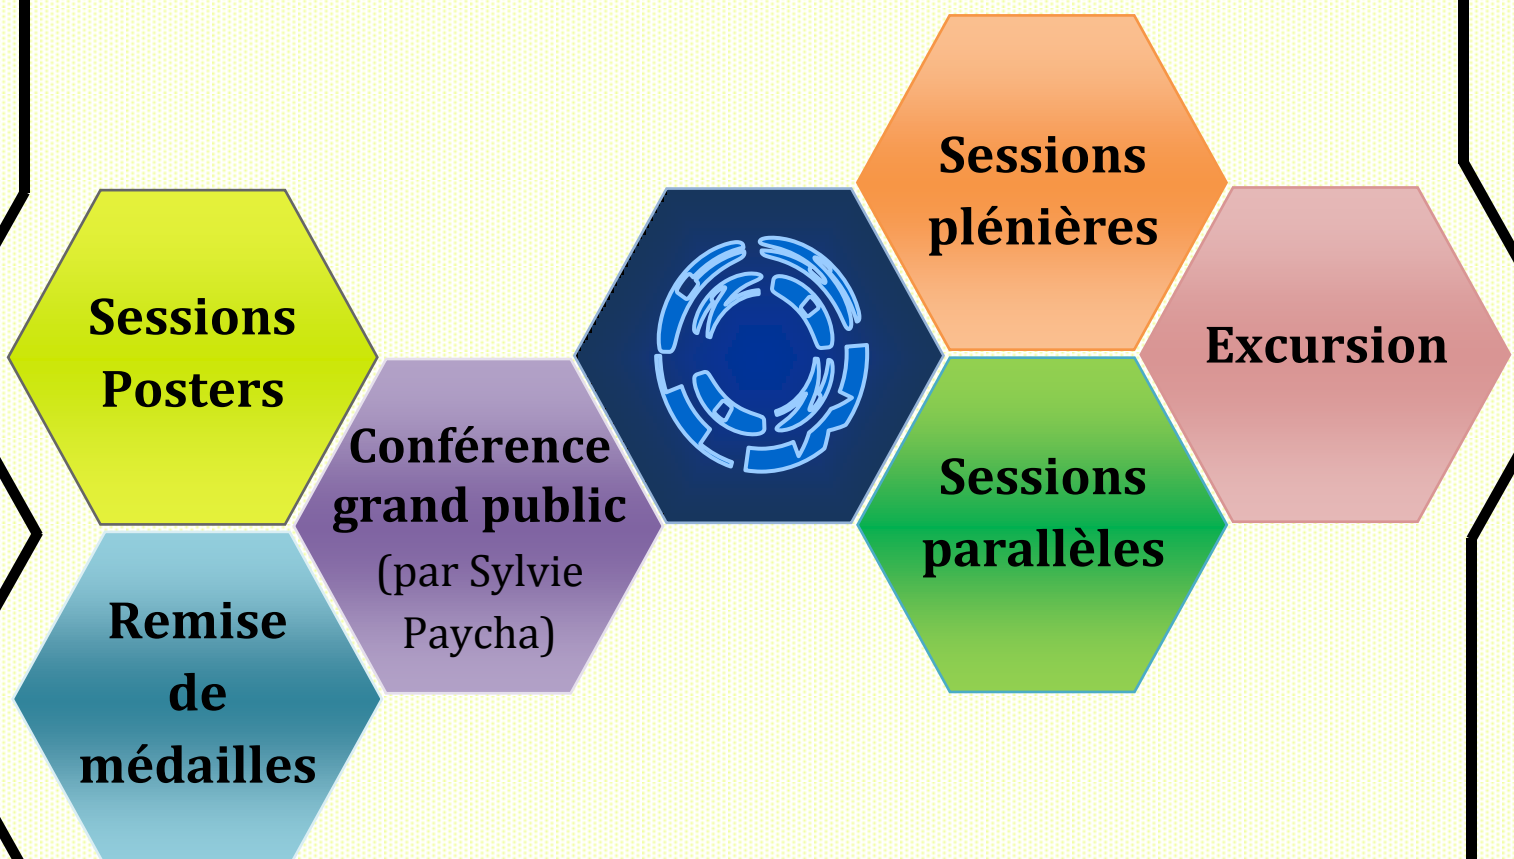 Sessions
Posters
Remise
de
médailles
Conférence
grand public
(par Sylvie
Paycha)
Sessions
plénières
Sessions
parallèles
Excursion